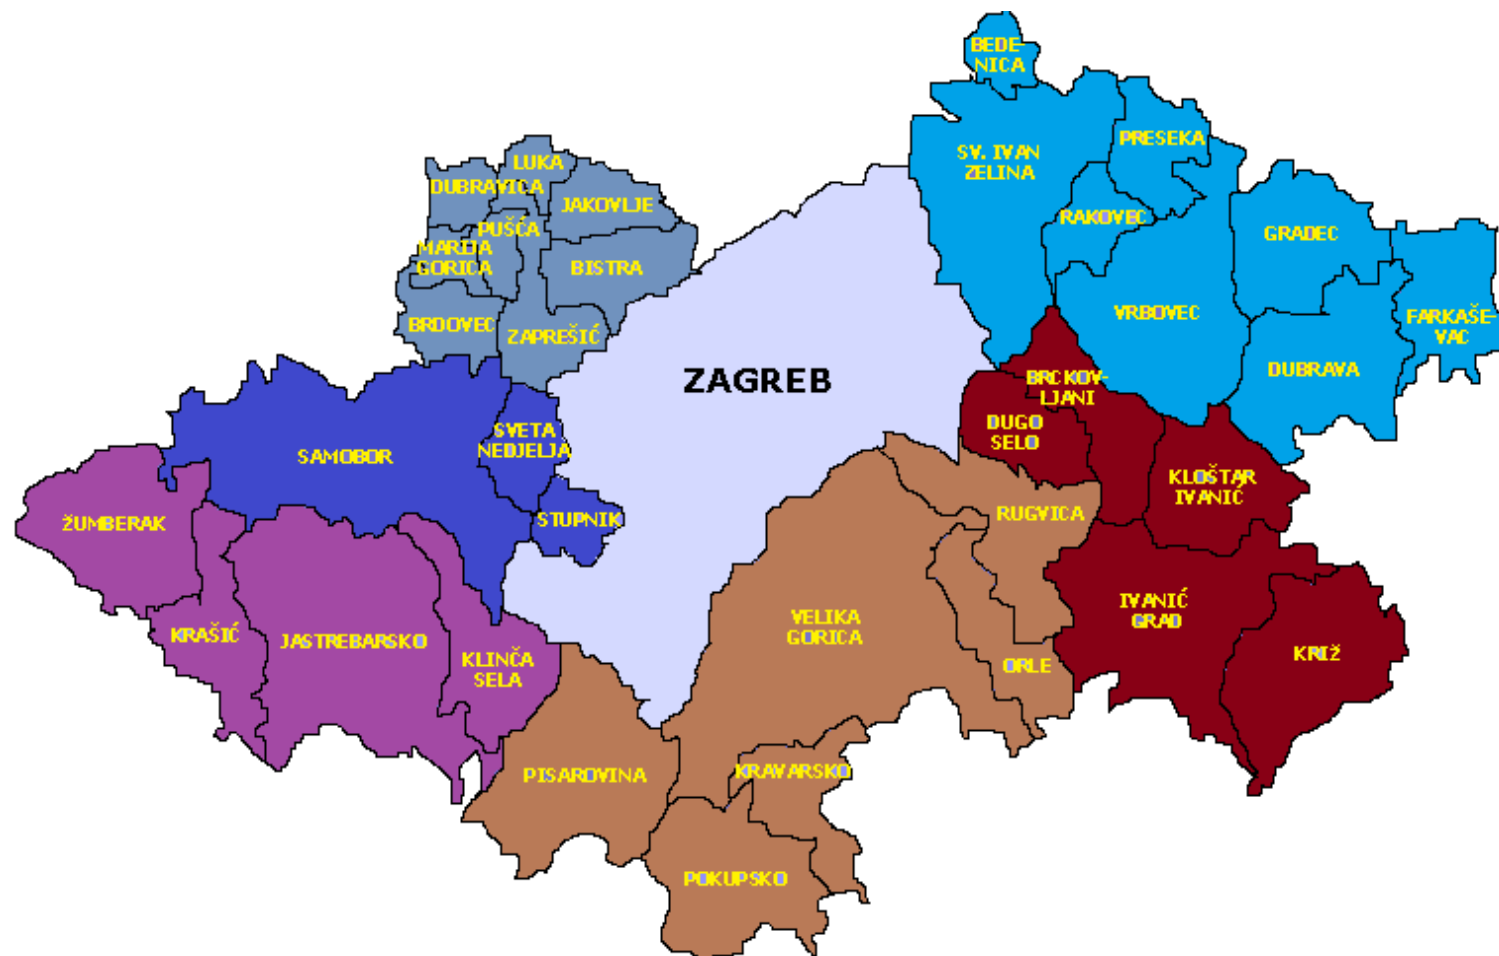 BEDE-
NICA
PRESEKA
SV. IVAN
ZELINA
LUKA
DUBRAVICA
JAKOVLJE
PUŠĆA
RAKOVEC
MARIJA
GORICA
GRADEC
BISTRA
BRDOVEC
ZAPREŠIĆ
VRBOVEC
FARKAŠE-
VAC
ZAGREB
BRCKOV-
LJANI
DUBRAVA
DUGO
SELO
SVETA
NEDJELJA
SAMOBOR
KLOŠTAR
IVANIĆ
STUPNIK
RUGVICA
ŽUMBERAK
IVANIĆ
GRAD
VELIKA
GORICA
KRAŠIĆ
JASTREBARSKO
KLINČA
SELA
ORLE
KRIŽ
PISAROVINA
KRAVARSKO
POKUPSKO